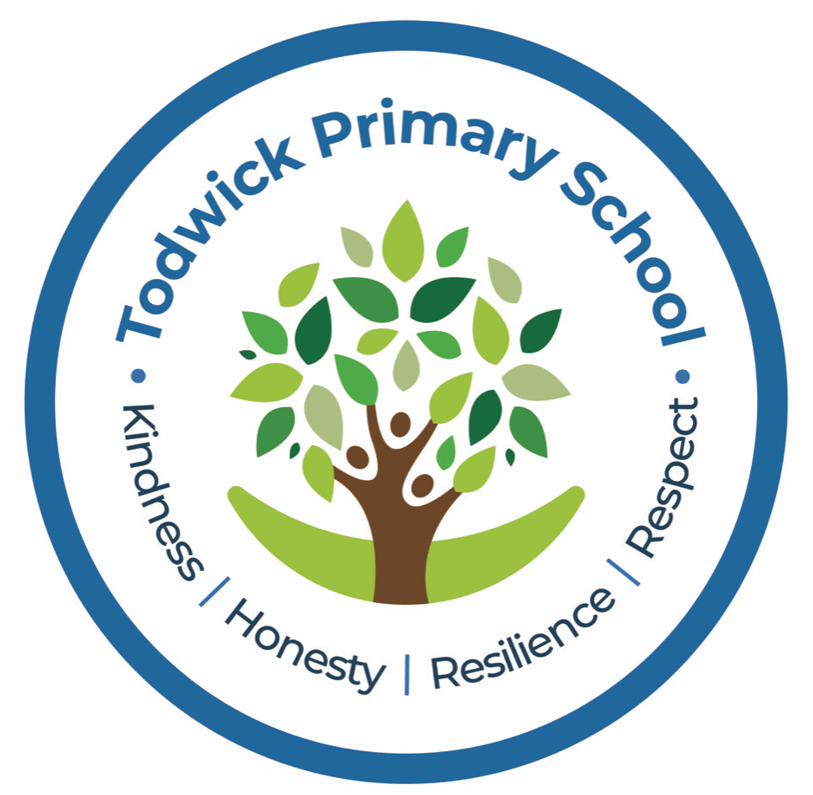 • Todwick Primary School •
Kindness | Honesty | Resilience | Respect